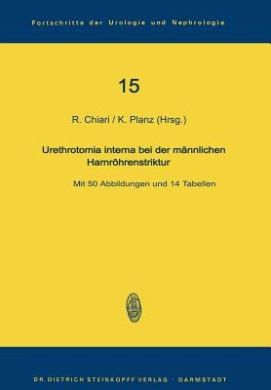 Fortschritte der Urologie und Nephrologie
15
R. Chiari / K. Planz (Hrsg.)
Urethrotomia interna bei der männlichen
Harnröhrenstriktur
Mit 50 Abbildungen und 14 Tabellen
DR. DIETRICH STEINKOPFF VERLAG - DARMSTADT